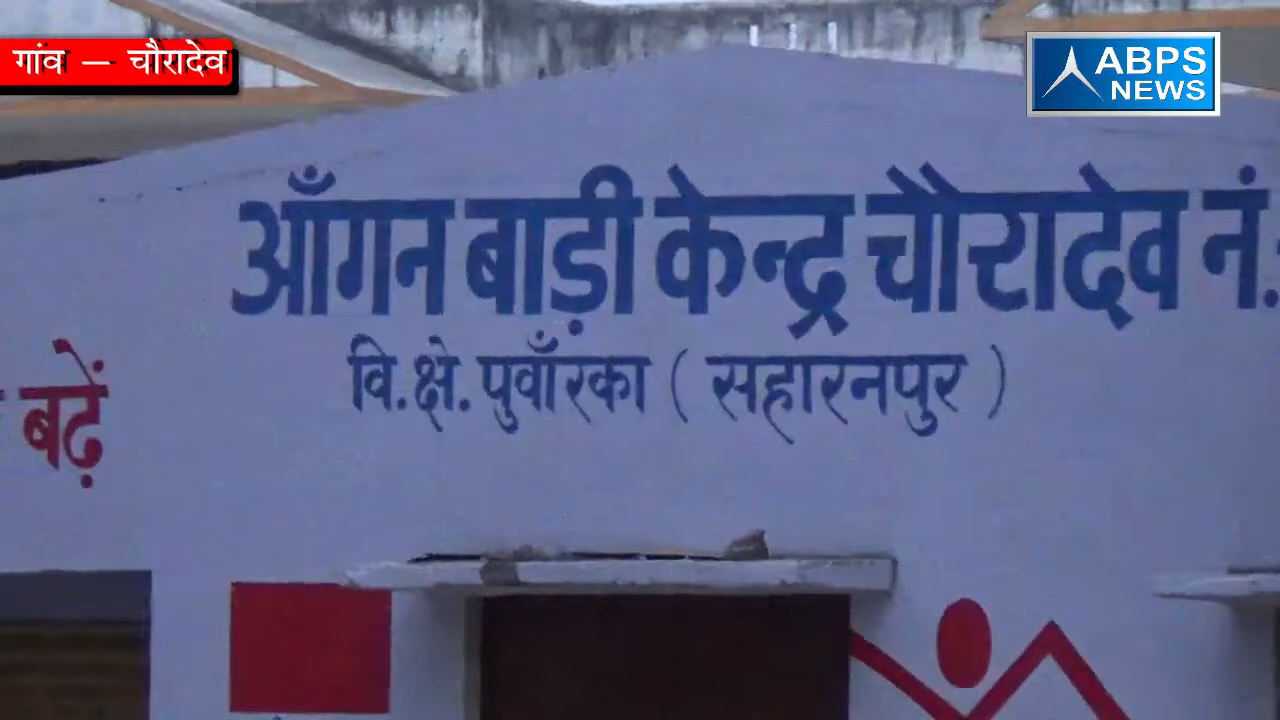 गांव — चौरादेव
ABPS
NEWS
आँगन बाड़ी केन्द्र चौरादेव नं.
वि.क्षे. पुवाँरका ( सहारनपुर )
बढ़ें